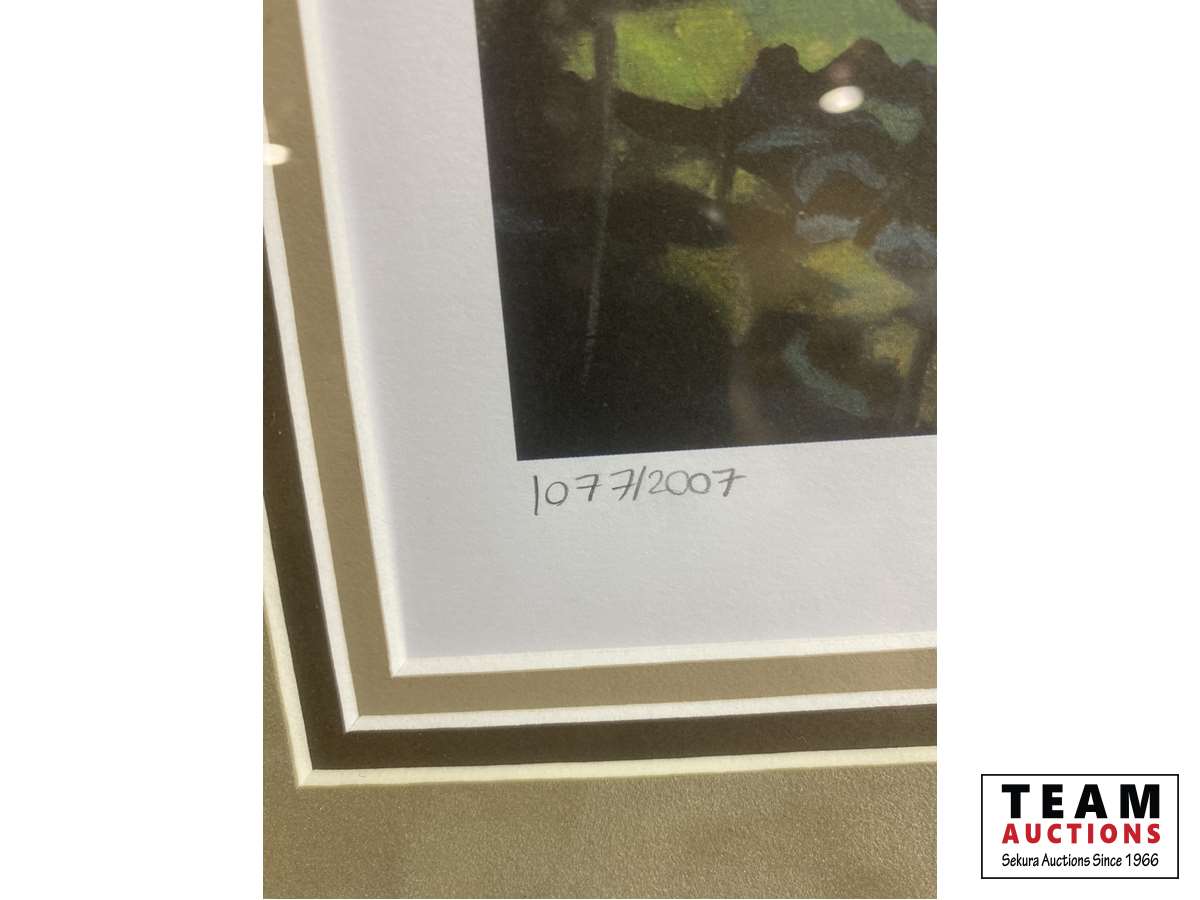 1077/2007
TEAM
AUCTIONS
Sekura Auctions Since 1966